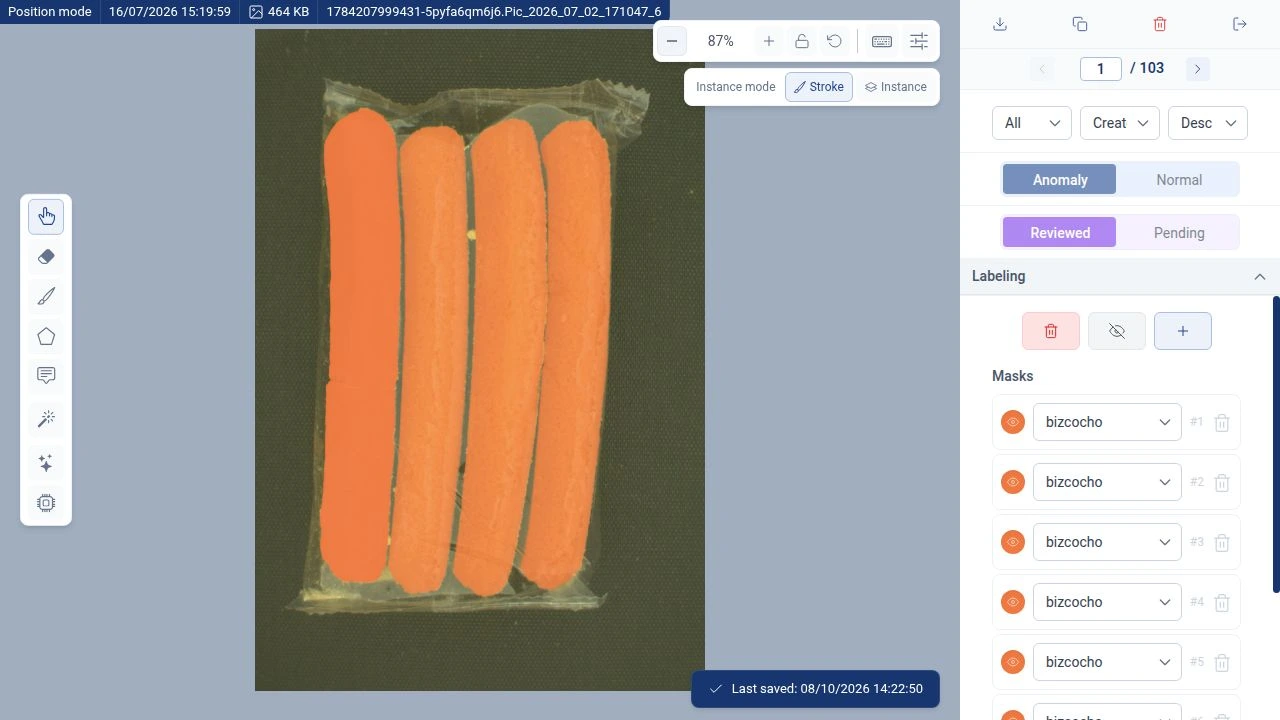 Position mode
16/07/2026 15:19:59
464 KB
1784207999431-5pyfa6qm6j6.Pic_2026_07_02_171047_6
87%
Instance mode
Stroke
Instance
1 / 103
All
Creat
Desc
Anomaly
Normal
Reviewed
Pending
Labeling
Masks
bizcocho #1
bizcocho #2
bizcocho #3
bizcocho #4
bizcocho #5
Last saved: 08/10/2026 14:22:50